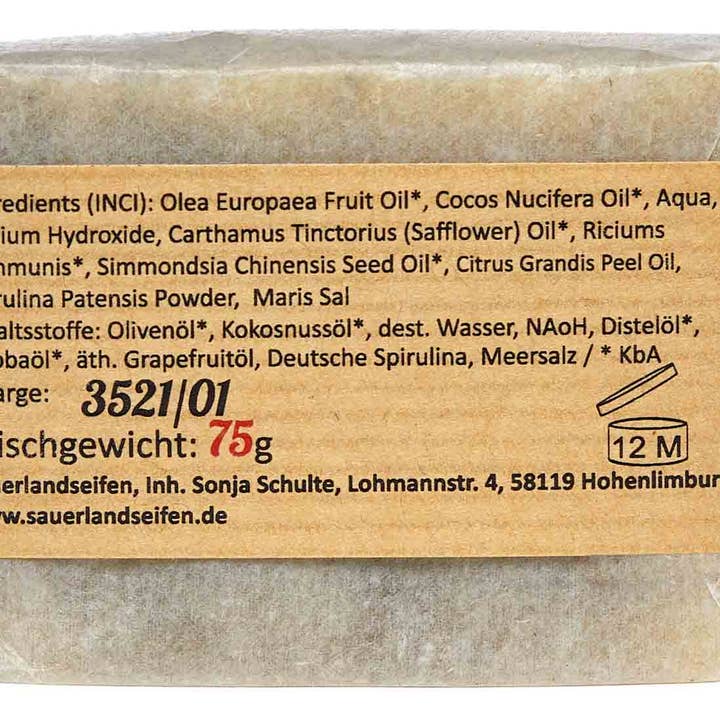 redients (INCI): Olea Europaea Fruit Oil*, Cocos Nucifera Oil*, Aqua,
ium Hydroxide, Carthamus Tinctorius (Safflower) Oil*, Riciums
mmunis*, Simmondsia Chinensis Seed Oil*, Citrus Grandis Peel Oil,
rulina Patensis Powder, Maris Sal
altsstoffe: Olivenöl*, Kokosnussöl*, dest. Wasser, NAoH, Distelöl*,
obaöl*, äth. Grapefruitöl, Deutsche Spirulina, Meersalz / * KbA
arge: 3521/01
ischgewicht: 75g
12 M
erlandseifen, Inh. Sonja Schulte, Lohmannstr. 4, 58119 Hohenlimbur
w.sauerlandseifen.de